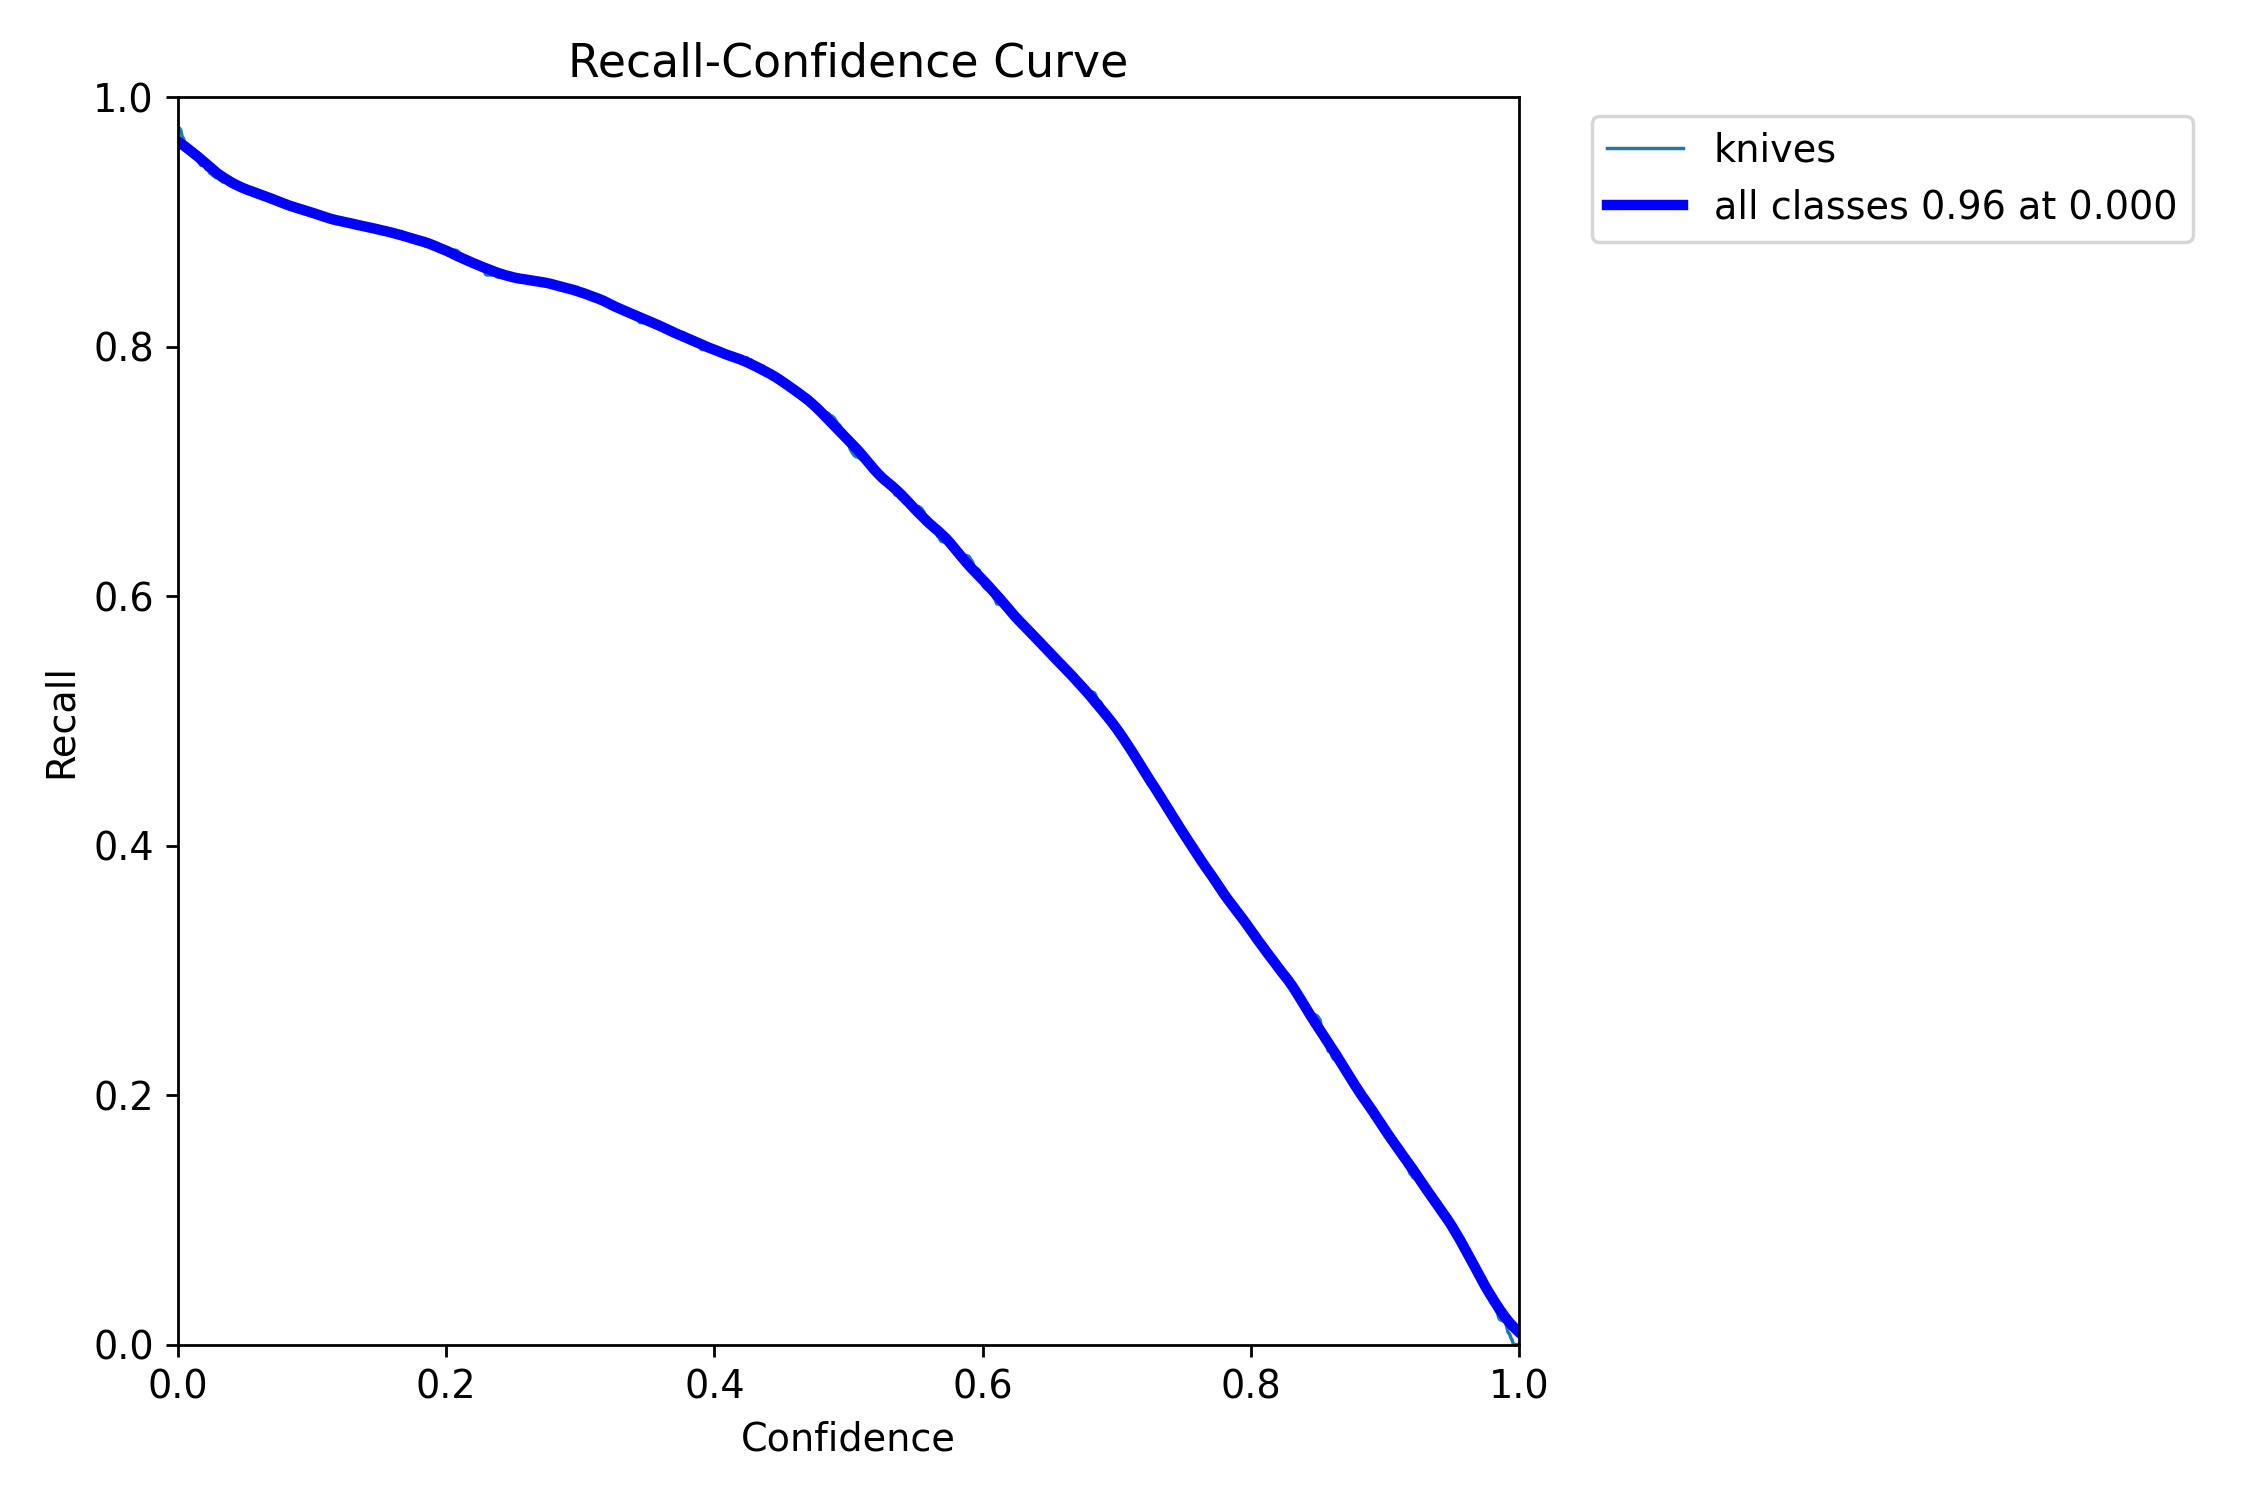 Recall-Confidence Curve
1.0
0.8
0.6
0.4
0.2
0.0
Recall
0.0 0.2 0.4 0.6 0.8 1.0
Confidence
knives
all classes 0.96 at 0.000